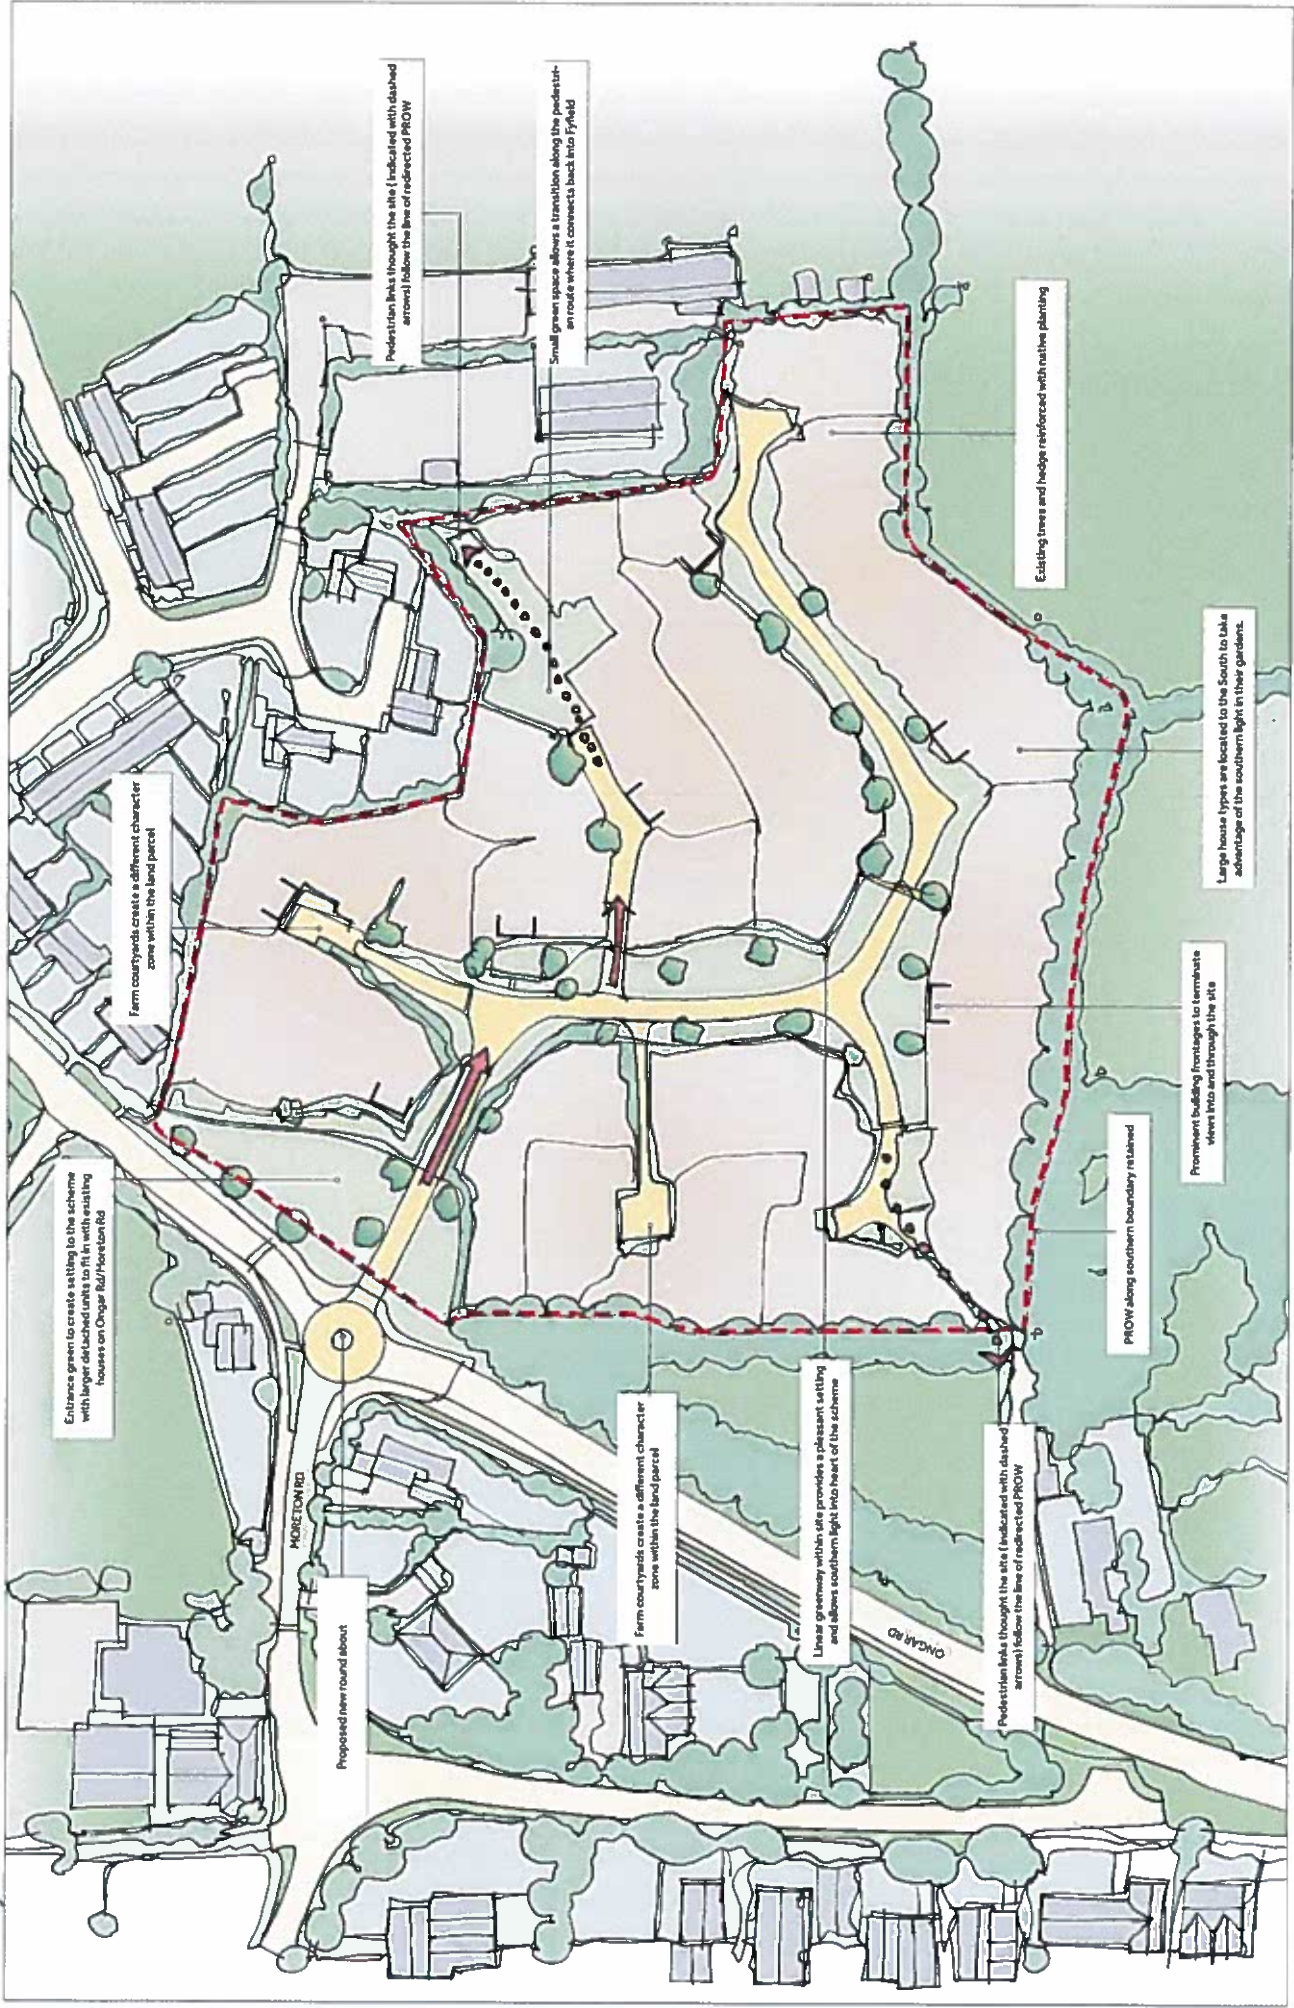 Entrance green to create setting to the scheme
with larger detached units to fit in with existing
houses on Ongar Rd/Moreton Rd
Farm courtyards create a different character
zone within the land parcel
Pedestrian links thought the site ( indicated with dashed
arrows) follow the line of redirected PROW
Small green space allows a transition along the pedestri-
an route where it connects back into Fyfield
MORETON RD
Proposed new round about
Farm courtyards create a different character
zone within the land parcel
Linear greenway within site provides a pleasant setting
and allows southern light into heart of the scheme
ONGAR RD
Pedestrian links thought the site ( indicated with dashed
arrows) follow the line of redirected PROW
PROW along southern boundary retained
Prominent building frontages to terminate
views into and through the site
Large house types are located to the South to take
advantage of the southern light in their gardens.
Existing trees and hedge reinforced with native planting